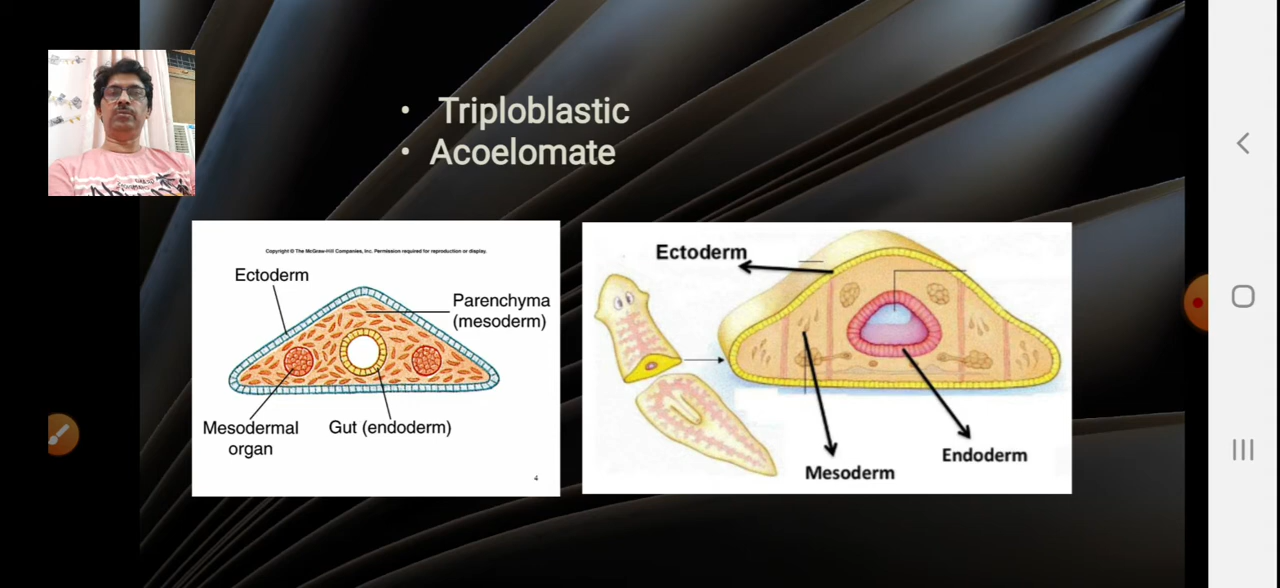 • Triploblastic
• Acoelomate
Copyright © The McGraw-Hill Companies, Inc. Permission required for reproduction or display.
Ectoderm
Parenchyma
(mesoderm)
Mesodermal
organ
Gut (endoderm)
4
Ectoderm
Mesoderm
Endoderm